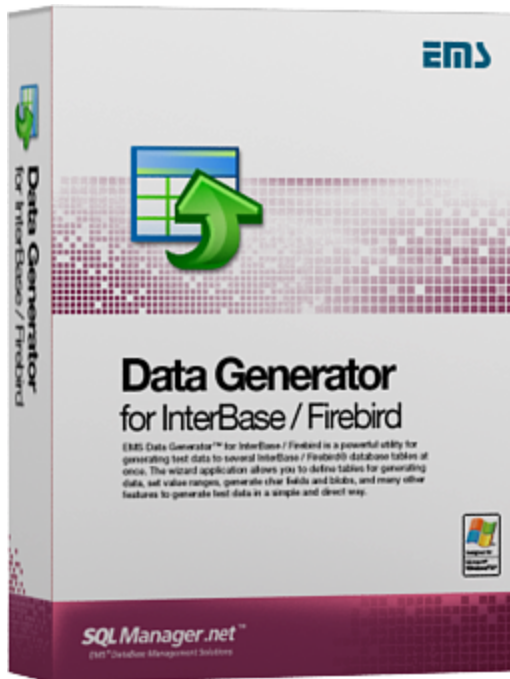 EMS
Data Generator
for InterBase / Firebird
Data Generator
for InterBase / Firebird
EMS Data Generator™ for InterBase / Firebird is a powerful utility for
generating test data to several InterBase / Firebird® database tables at
once. The wizard application allows you to define tables for generating
data, set value ranges, generate char fields and blobs, and many other
features to generate test data in a simple and direct way.
SQL Manager.net™
EMS® DataBase Management Solutions